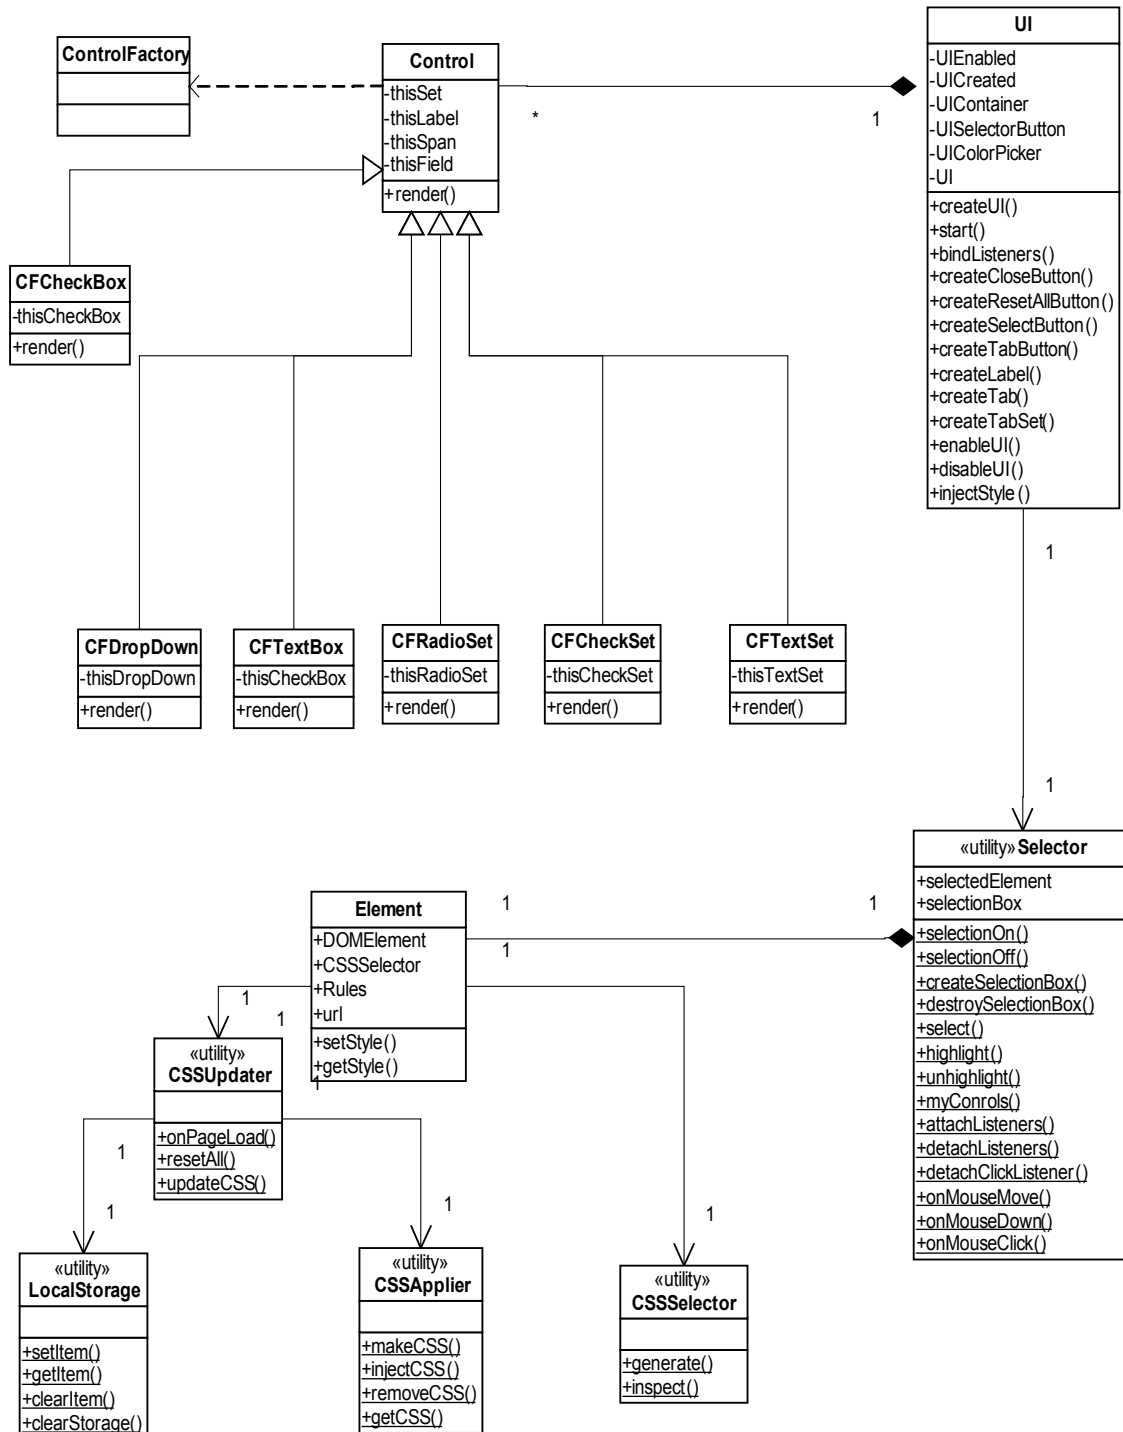 ControlFactory
Control
-thisSet
-thisLabel
-thisSpan
-thisField
+render()
*
1
UI
-UIEnabled
-UICreated
-UIContainer
-UISelectorButton
-UIColorPicker
-UI
+createUI()
+start()
+bindListeners()
+createCloseButton()
+createResetAllButton()
+createSelectButton()
+createTabButton()
+createLabel()
+createTab()
+createTabSet()
+enableUI()
+disableUI()
+injectStyle()
CFCheckBox
-thisCheckBox
+render()
CFDropDown
-thisDropDown
+render()
CFTextBox
-thisCheckBox
+render()
CFRadioSet
-thisRadioSet
+render()
CFCheckSet
-thisCheckSet
+render()
CFTextSet
-thisTextSet
+render()
1
1
«utility» Selector
+selectedElement
+selectionBox
+selectionOn()
+selectionOff()
+createSelectionBox()
+destroySelectionBox()
+select()
+highlight()
+unhighlight()
+myConrols()
+attachListeners()
+detachListeners()
+detachClickListener()
+onMouseMove()
+onMouseDown()
+onMouseClick()
1
1
1
Element
+DOMElement
+CSSSelector
+Rules
+url
+setStyle()
+getStyle()
1
1
1
«utility»
CSSUpdater
+onPageLoad()
+resetAll()
+updateCSS()
1
1
1
1
«utility»
LocalStorage
+setItem()
+getItem()
+clearItem()
+clearStorage()
«utility»
CSSApplier
+makeCSS()
+injectCSS()
+removeCSS()
+getCSS()
«utility»
CSSSelector
+generate()
+inspect()